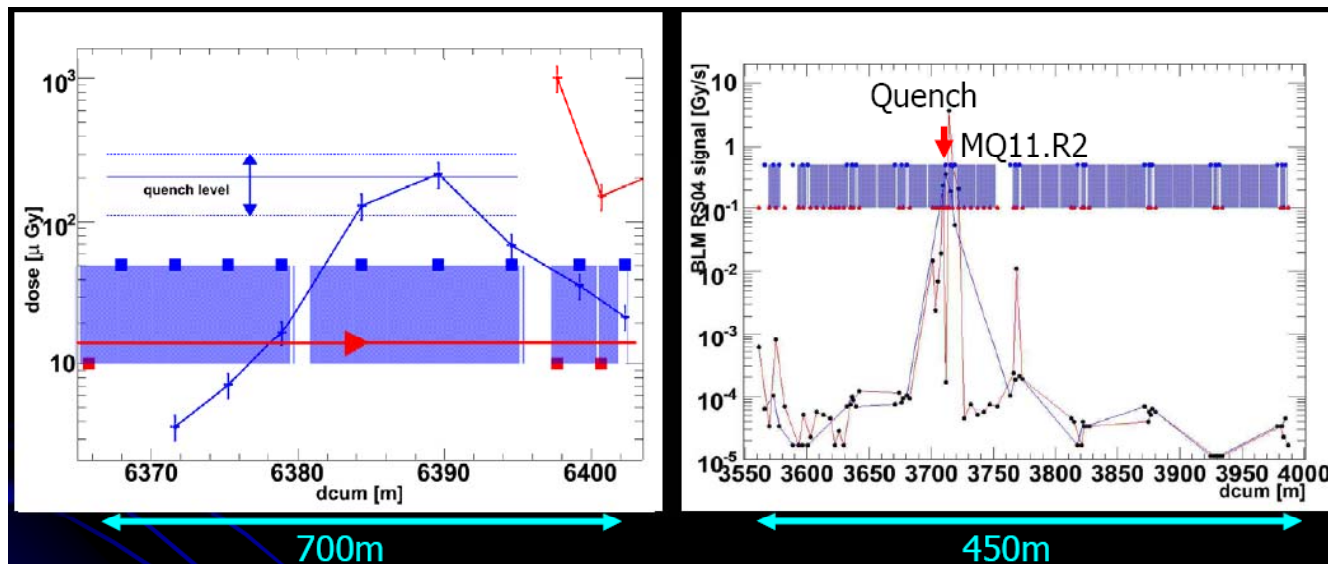 10³
10²
10
dose [μ Gy]
quench level
6370 6380 6390 6400
dcum [m]
700m
10
1
10⁻¹
10⁻²
10⁻³
10⁻⁴
10⁻⁵
BLM RS04 signal [Gy/s]
Quench
MQ11.R2
3550 3600 3650 3700 3750 3800 3850 3900 3950 4000
dcum [m]
450m